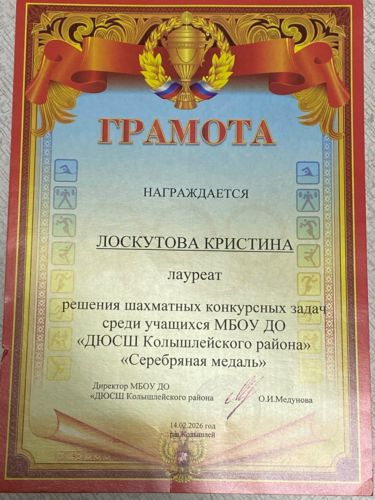 ГРАМОТА
НАГРАЖДАЕТСЯ
ЛОСКУТОВА КРИСТИНА
лауреат
решения шахматных конкурсных задач
среди учащихся МБОУ ДО
«ДЮСШ Колышлейского района»
«Серебряная медаль»
Директор МБОУ ДО
«ДЮСШ Колышлейского района О.И.Медунова
14.02.2026 год
рп.Колышлей